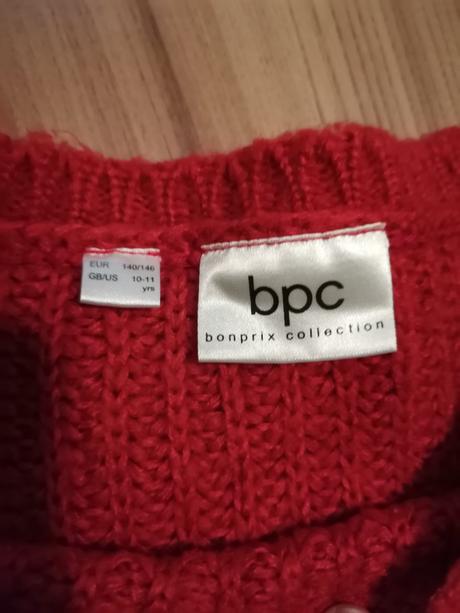 EUR 140/146
GB/US 10-11
yrs
bpc
bonprix collection